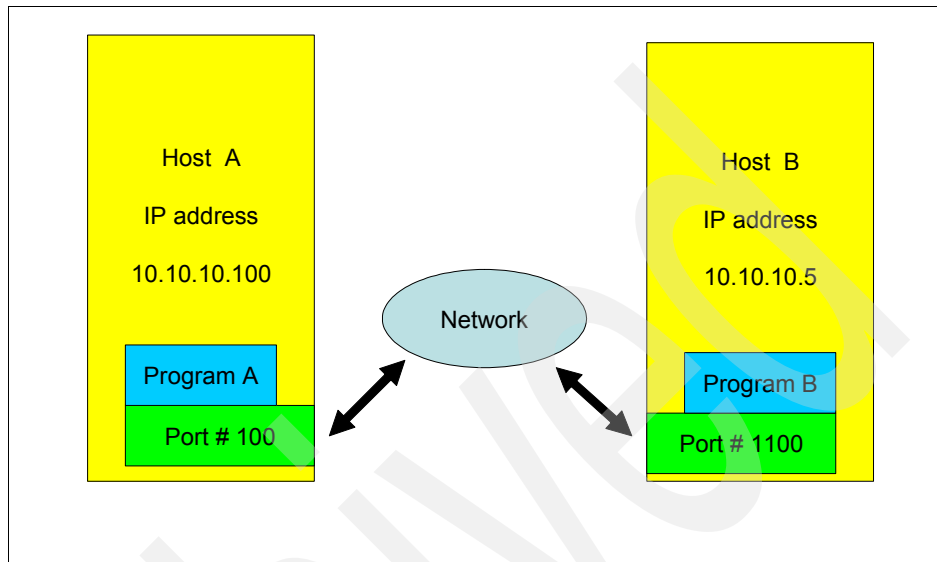 Host A
IP address
10.10.10.100
Program A
Port # 100
Network
Host B
IP address
10.10.10.5
Program B
Port # 1100